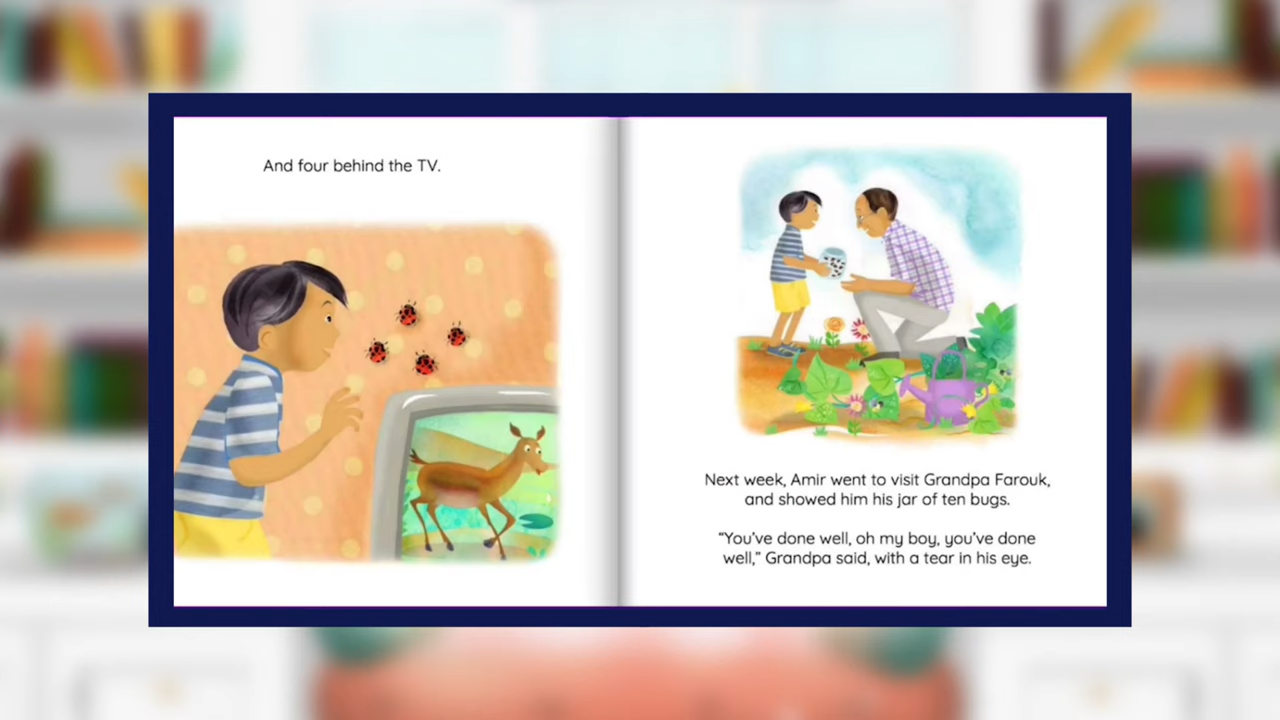 And four behind the TV.
Next week, Amir went to visit Grandpa Farouk,
and showed him his jar of ten bugs.
“You’ve done well, oh my boy, you’ve done
well,” Grandpa said, with a tear in his eye.